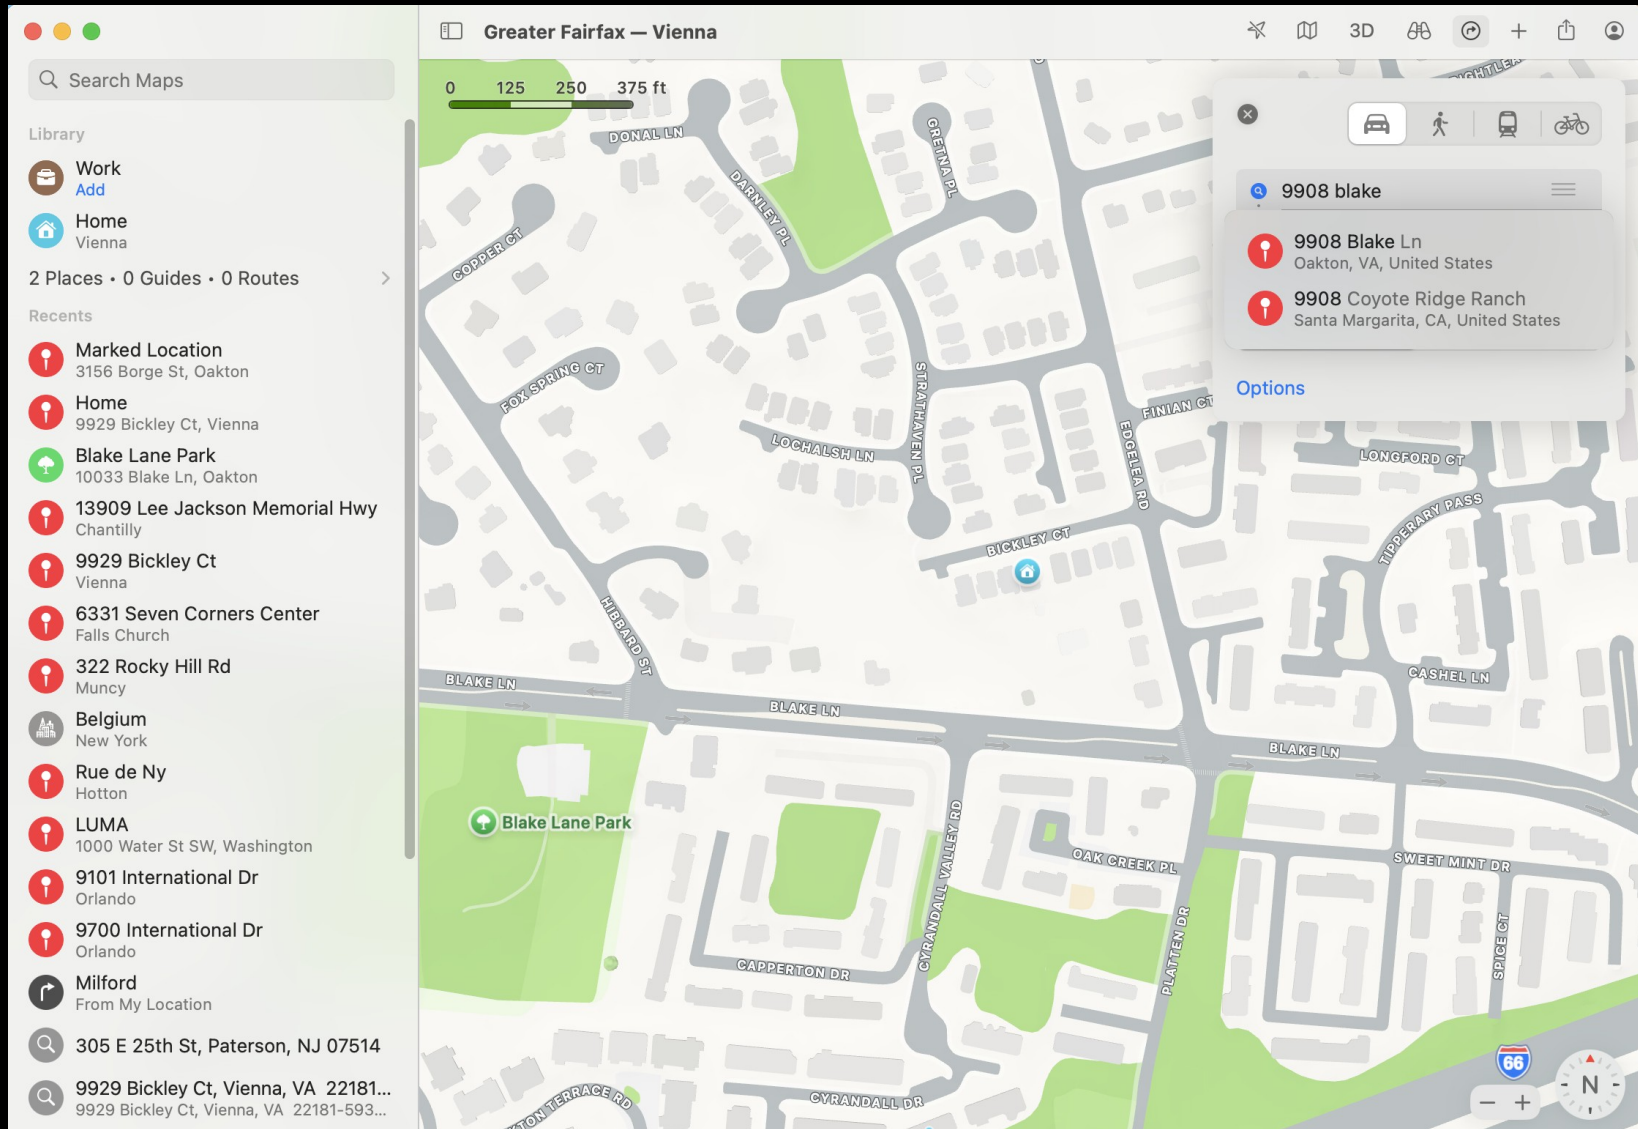 Greater Fairfax — Vienna
3D
Search Maps
Library
Work
Add
Home
Vienna
2 Places • 0 Guides • 0 Routes
Recents
Marked Location
3156 Borge St, Oakton
Home
9929 Bickley Ct, Vienna
Blake Lane Park
10033 Blake Ln, Oakton
13909 Lee Jackson Memorial Hwy
Chantilly
9929 Bickley Ct
Vienna
6331 Seven Corners Center
Falls Church
322 Rocky Hill Rd
Muncy
Belgium
New York
Rue de Ny
Hotton
LUMA
1000 Water St SW, Washington
9101 International Dr
Orlando
9700 International Dr
Orlando
Milford
From My Location
305 E 25th St, Paterson, NJ 07514
9929 Bickley Ct, Vienna, VA 22181...
9929 Bickley Ct, Vienna, VA 22181-593...
0 125 250 375 ft
9908 blake
9908 Blake Ln
Oakton, VA, United States
9908 Coyote Ridge Ranch
Santa Margarita, CA, United States
Options
DONAL LN
GRETNA PL
DARNLEY PL
COPPER CT
FOX SPRING CT
STRATHAVEN PL
FINIAN CT
LOCHALSH LN
EDGELEA RD
LONGFORD CT
TIPPERARY PASS
BICKLEY CT
HIBBARD ST
CASHEL LN
BLAKE LN
BLAKE LN
BLAKE LN
Blake Lane Park
CYRANDALL VALLEY RD
OAK CREEK PL
SWEET MINT DR
PLATTEN DR
SPICE CT
CAPPERTON DR
66
N
CYRANDALL DR
TERRACE RD